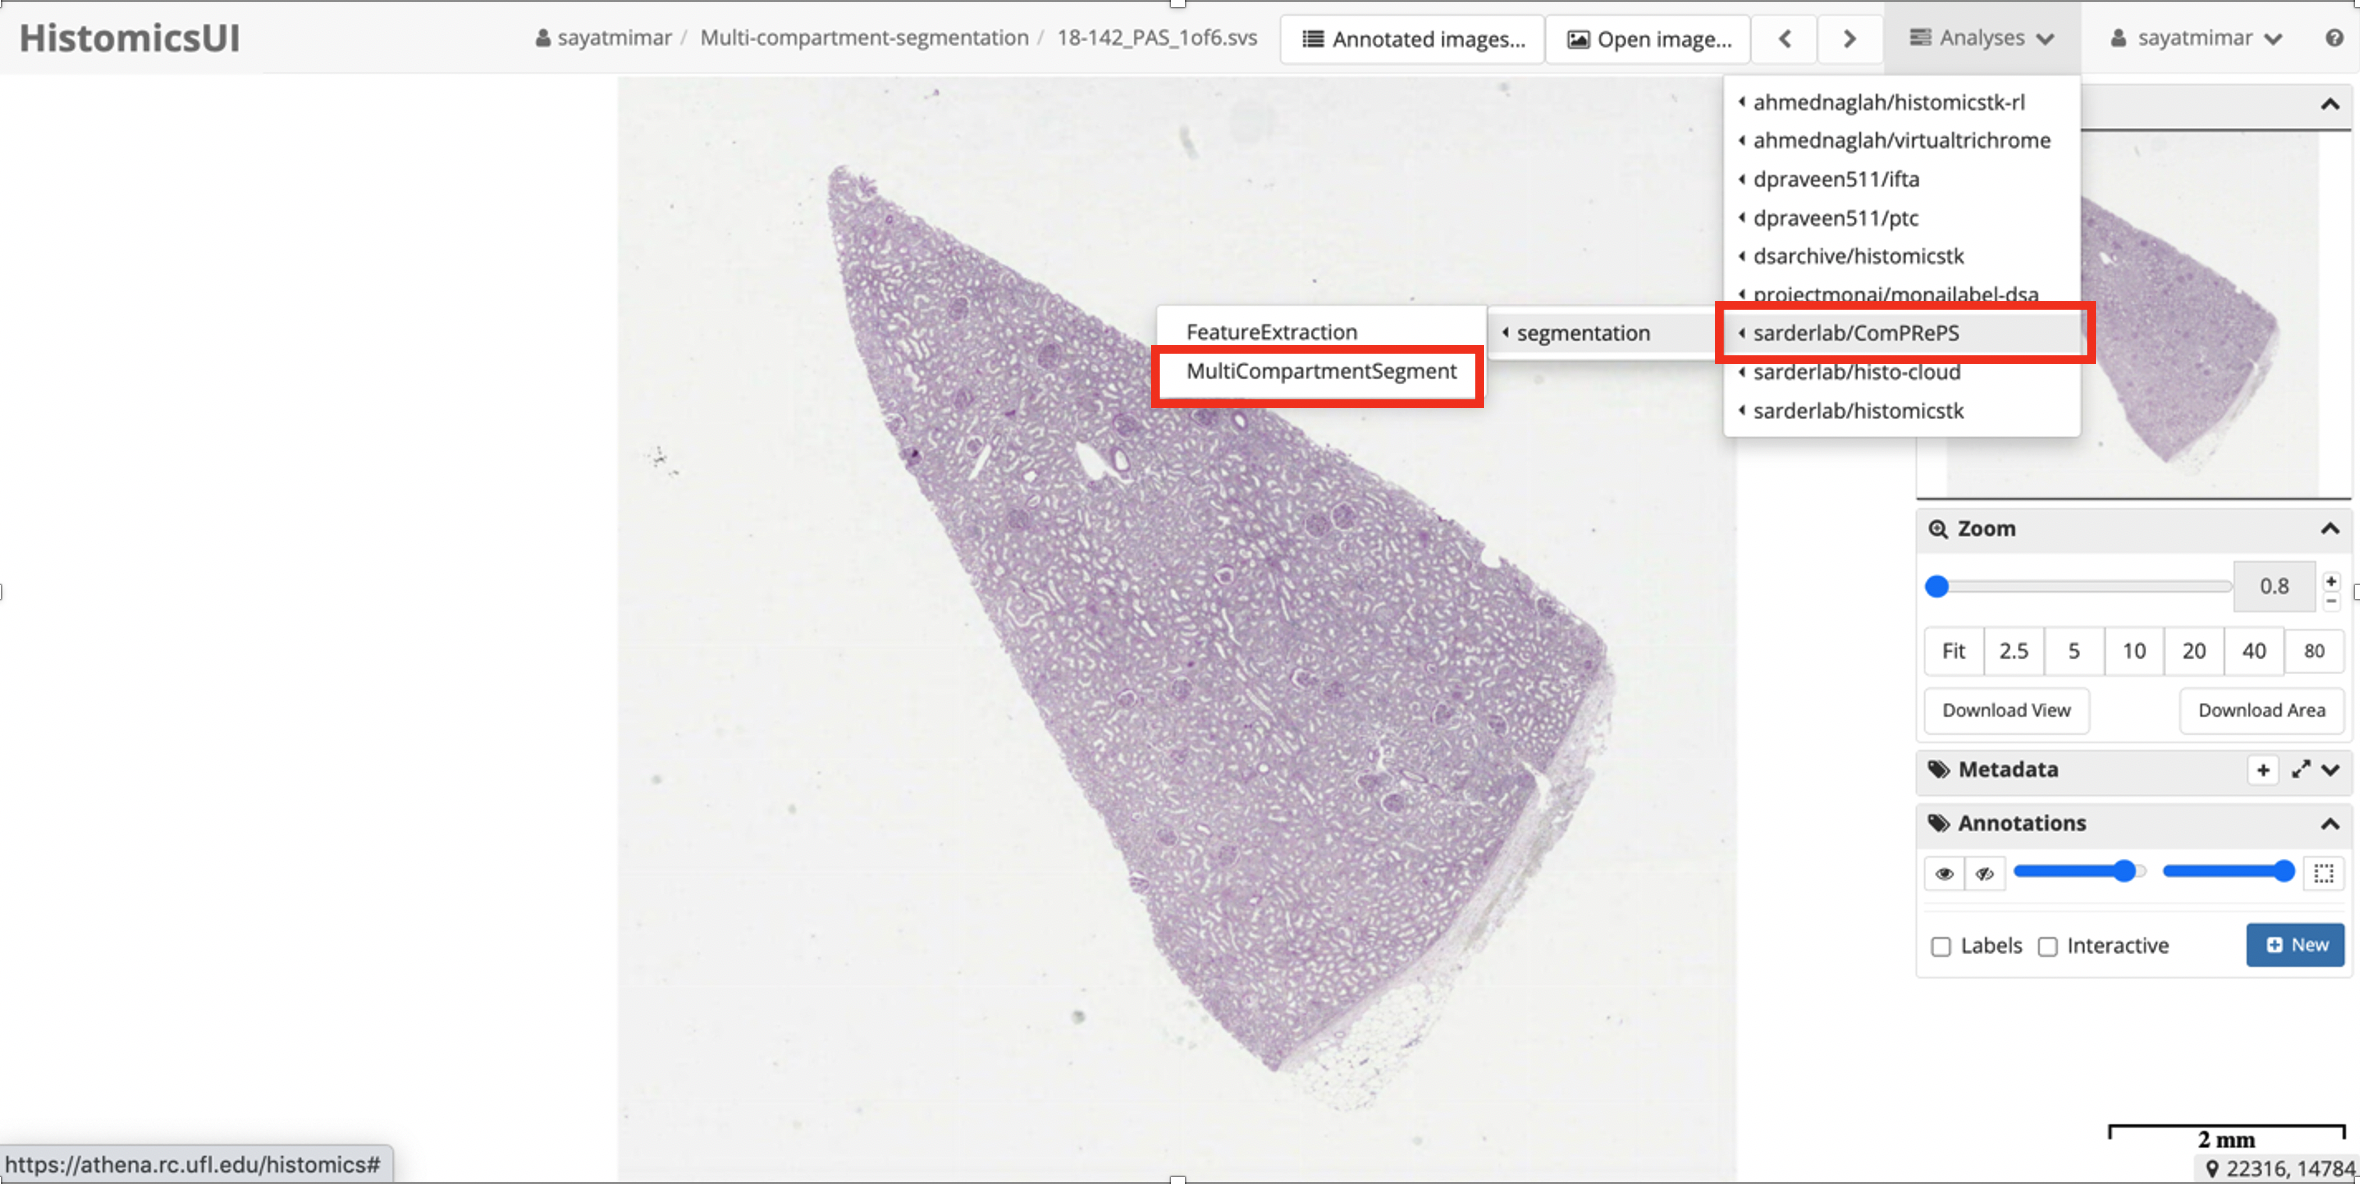 HistomicsUI
sayatmimar / Multi-compartment-segmentation / 18-142_PAS_1of6.svs
Annotated images...
Open image...
Analyses
sayatmimar
ahmednaglah/histomicstk-rl
ahmednaglah/virtualtrichrome
dpraveen511/ifta
dpraveen511/ptc
dsarchive/histomicstk
projectmonai/monailabel-dsa
sarderlab/ComPRePS
sarderlab/histo-cloud
sarderlab/histomicstk
segmentation
FeatureExtraction
MultiCompartmentSegment
Zoom
0.8
Fit 2.5 5 10 20 40 80
Download View
Download Area
Metadata
Annotations
Labels
Interactive
New
2 mm
22316, 14784
https://athena.rc.ufl.edu/histomics#